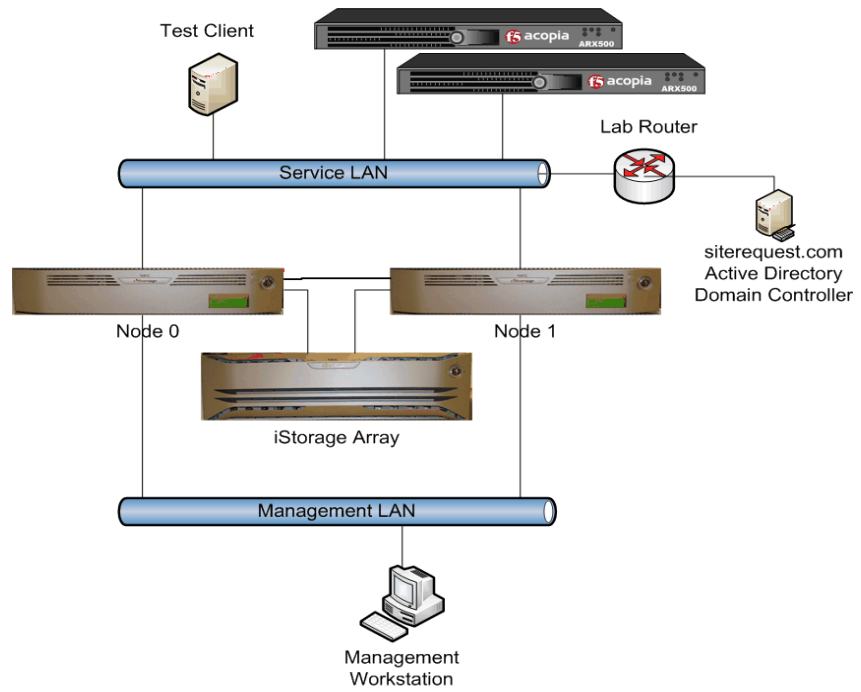 Test Client
f5 acopia
ARX500
f5 acopia
ARX500
Lab Router
Service LAN
siterequest.com
Active Directory
Domain Controller
Node 0
Node 1
iStorage Array
Management LAN
Management
Workstation